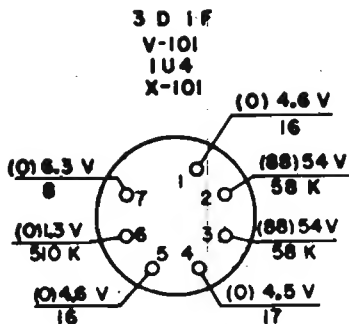 3 D IF
V-101
1U4
X-101
(0) 4.6 V
16
(0) 6.3 V
8
1
(88) 54 V
58 K
7
2
(0) 1.3 V
510 K
6
3
(88) 54 V
58 K
5
4
(0) 4.6 V
16
(0) 4.5 V
17